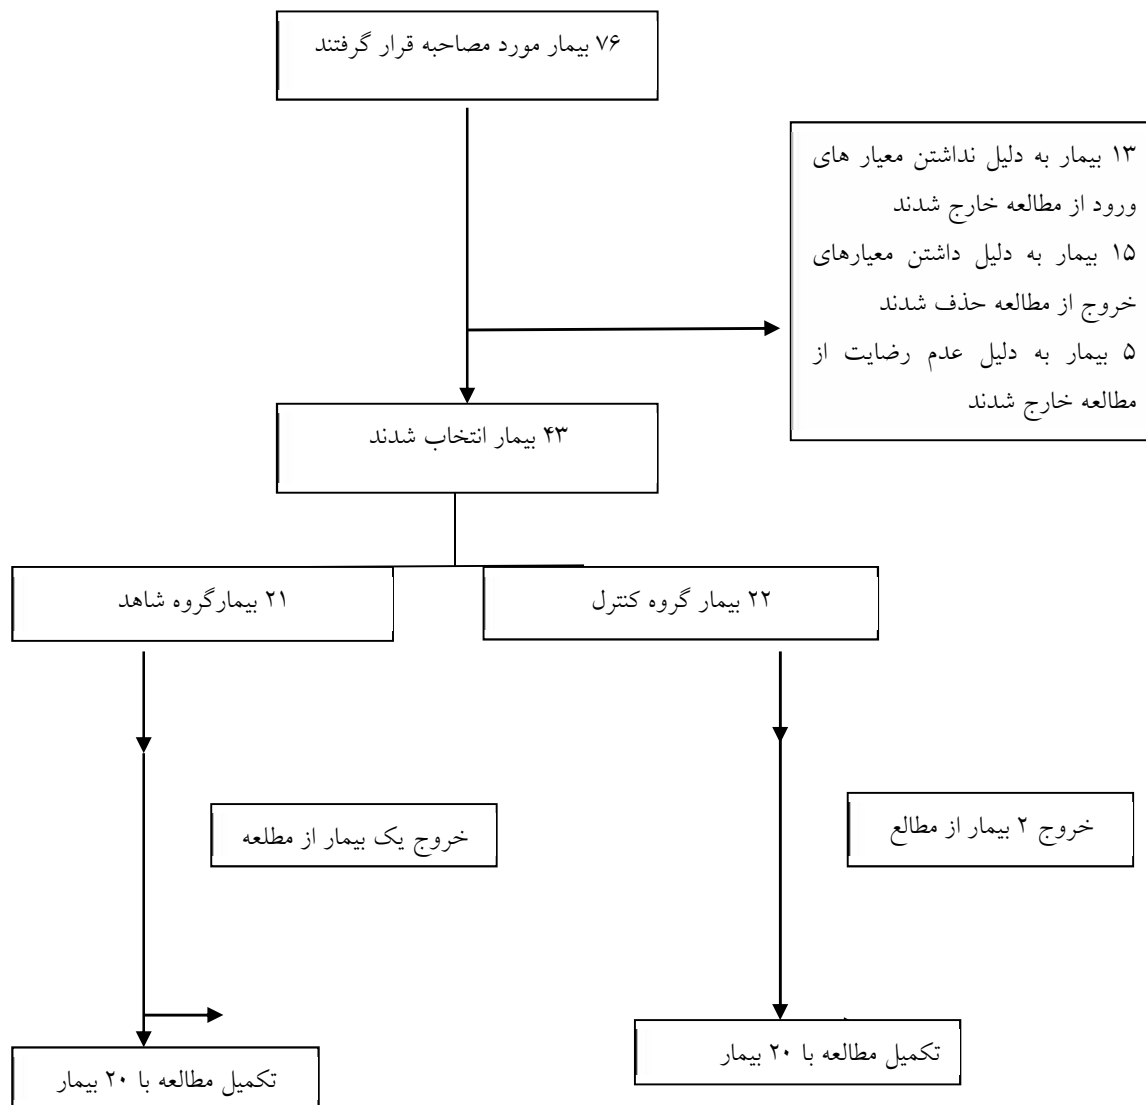 ۷۶ بیمار مورد مصاحبه قرار گرفتند
۱۳ بیمار به دلیل نداشتن معیار های
ورود از مطالعه خارج شدند
۱۵ بیمار به دلیل داشتن معیارهای
خروج از مطالعه حذف شدند
۵ بیمار به دلیل عدم رضایت از
مطالعه خارج شدند
۴۳ بیمار انتخاب شدند
۲۲ بیمار گروه کنترل
۲۱ بیمارگروه شاهد
خروج ۲ بیمار از مطالع
خروج یک بیمار از مطلعه
تکمیل مطالعه با ۲۰ بیمار
تکمیل مطالعه با ۲۰ بیمار